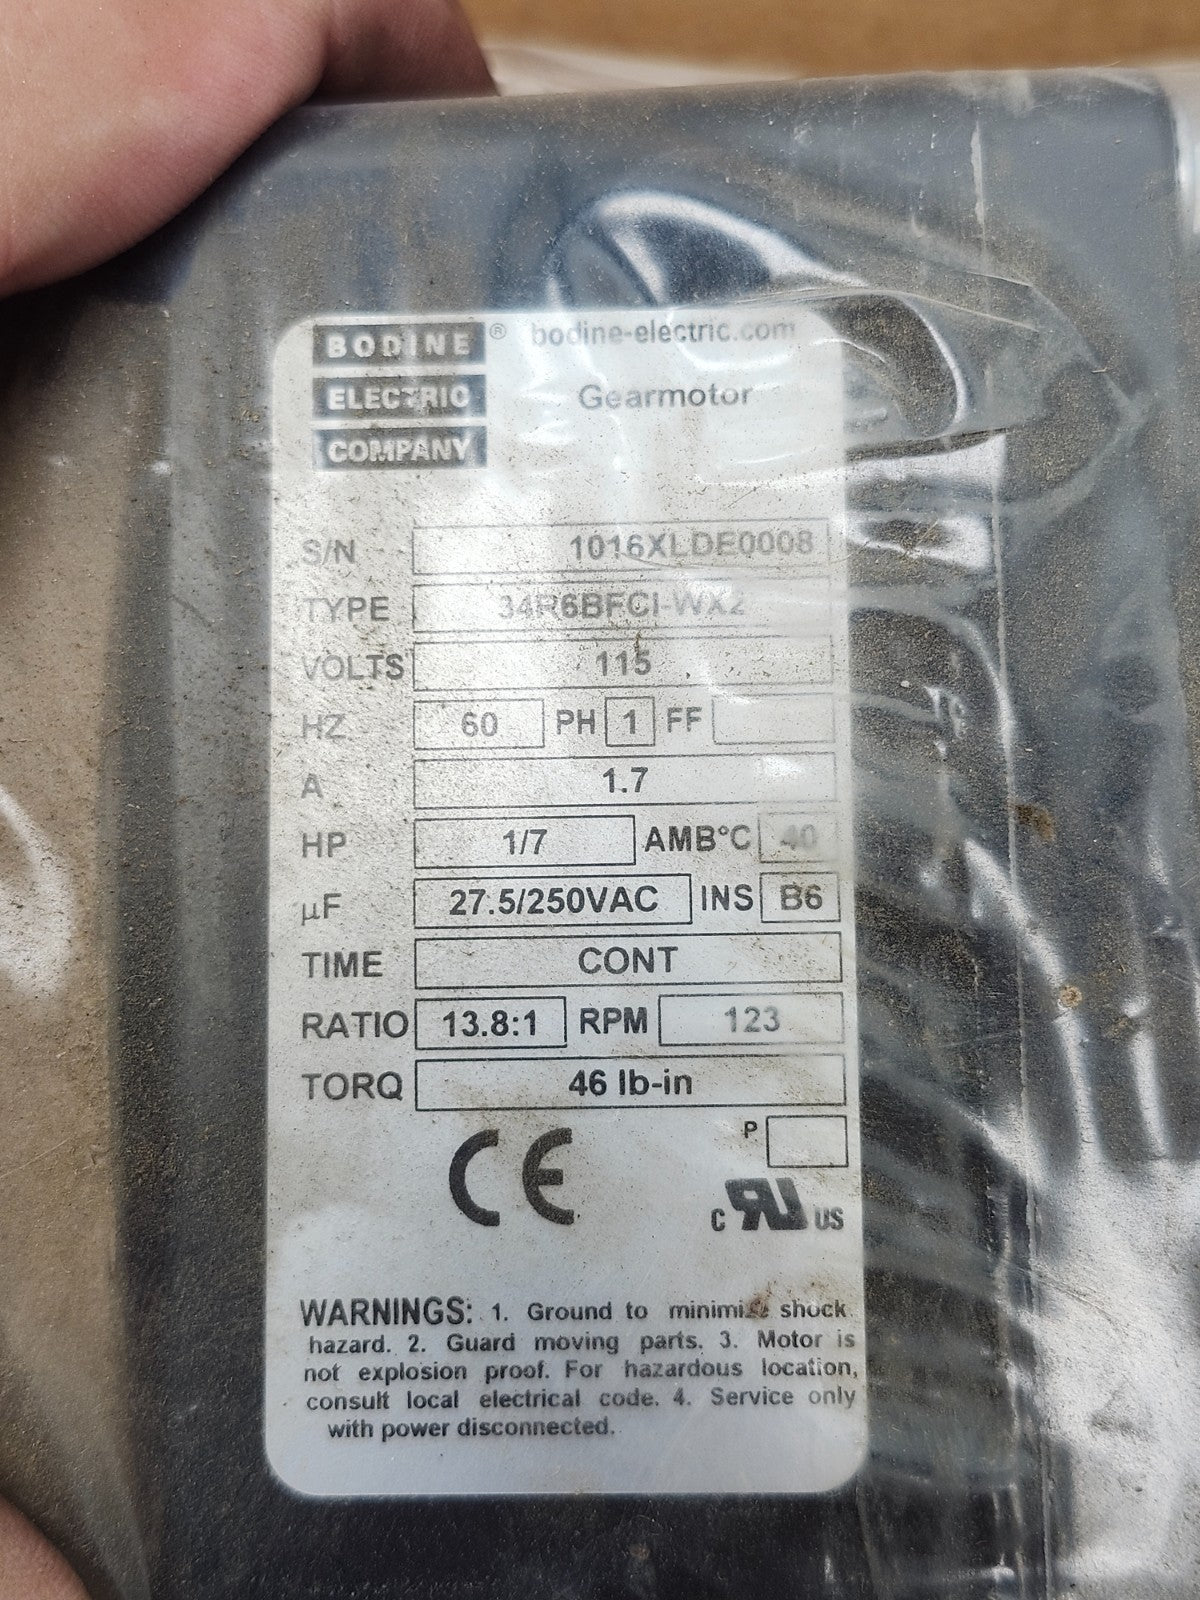 BODINE ® bodine-electric.com
ELECTRIC Gearmotor
COMPANY
S/N 1016XLDE0008
TYPE 34R6BFCI-WX2
VOLTS 115
HZ 60 PH 1 FF
A 1.7
HP 1/7 AMB°C 40
µF 27.5/250VAC INS B6
TIME CONT
RATIO 13.8:1 RPM 123
TORQ 46 lb-in
P
CE
C RU US
WARNINGS: 1. Ground to minimize shock
hazard. 2. Guard moving parts. 3. Motor is
not explosion proof. For hazardous location,
consult local electrical code. 4. Service only
with power disconnected.